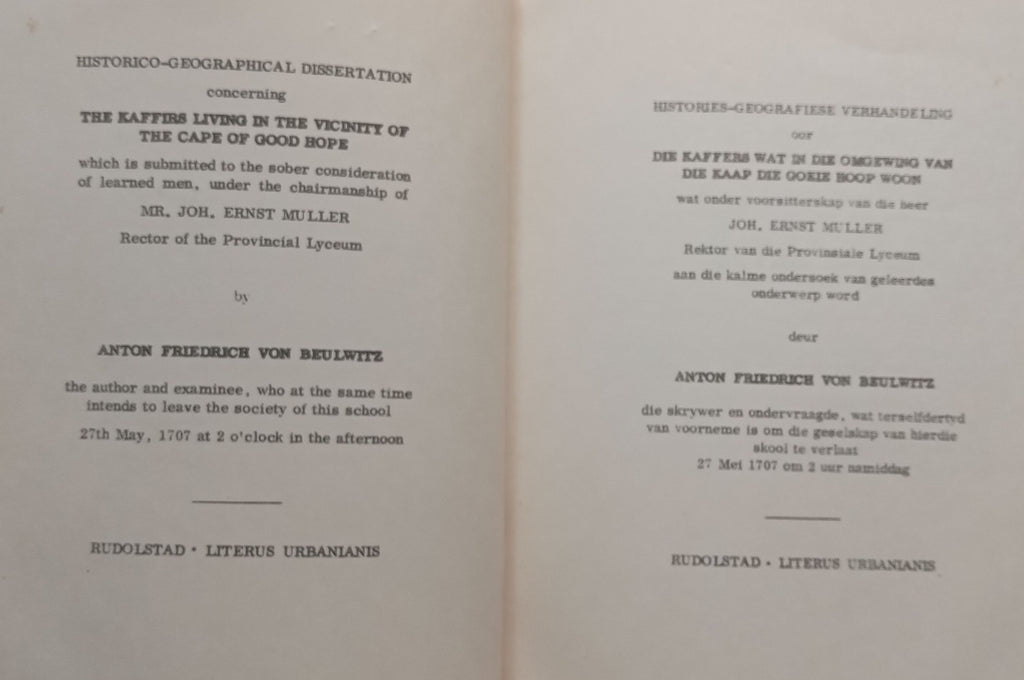 HISTORICO-GEOGRAPHICAL DISSERTATION
concerning
THE KAFFIRS LIVING IN THE VICINITY OF
THE CAPE OF GOOD HOPE
which is submitted to the sober consideration
of learned men, under the chairmanship of
MR. JOH. ERNST MULLER
Rector of the Provincial Lyceum
by
ANTON FRIEDRICH VON BEULWITZ
the author and examinee, who at the same time
intends to leave the society of this school
27th May, 1707 at 2 o'clock in the afternoon
RUDOLSTAD • LITERUS URBANIANIS
HISTORIES-GEOGRAFIESE VERHANDELING
oor
DIE KAFFERS WAT IN DIE OMGEWING VAN
DIE KAAP DIE GOEIE HOOP WOON
wat onder voorsitterskap van die heer
JOH. ERNST MULLER
Rektor van die Provinsiale Lyceum
aan die kalme ondersoek van geleerdes
onderwerp word
deur
ANTON FRIEDRICH VON BEULWITZ
die skrywer en ondervraagde, wat terselfdertyd
van voorneme is om die geselskap van hierdie
skool te verlaat
27 Mei 1707 om 2 uur namiddag
RUDOLSTAD • LITERUS URBANIANIS